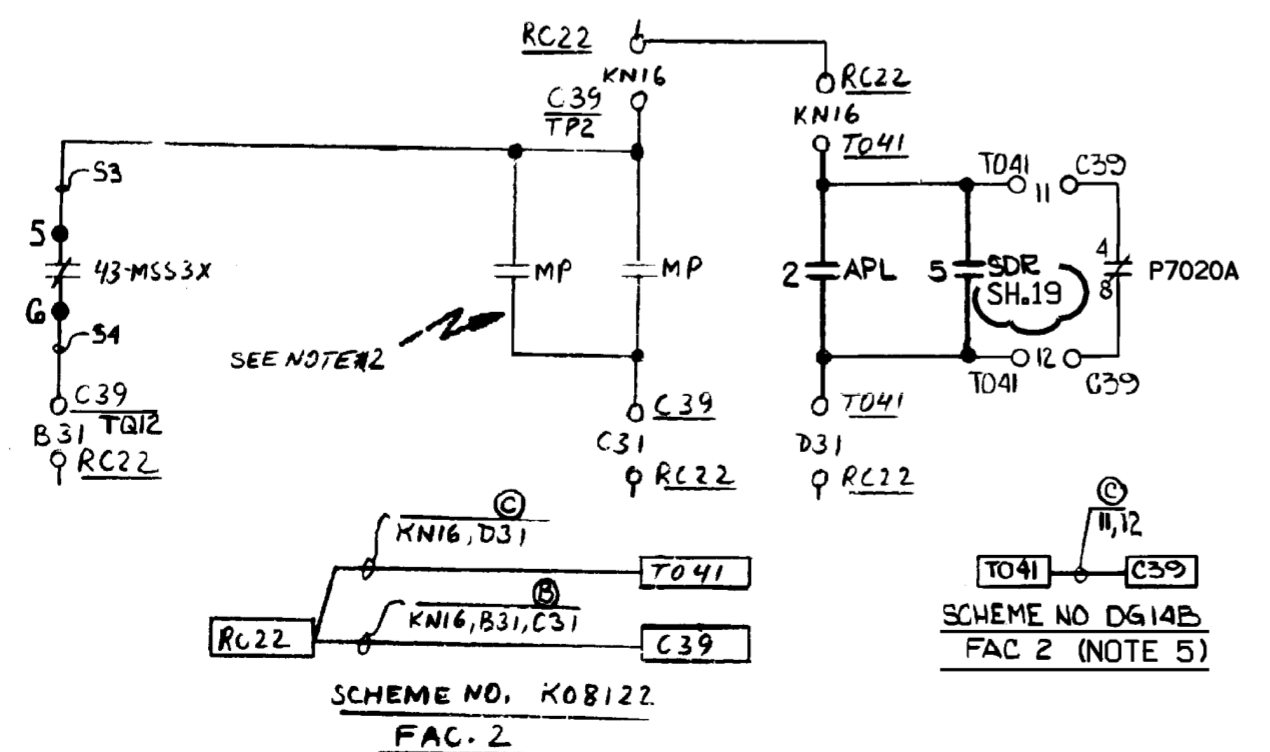 RC22
KN16
C39
TP2
RC22
KN16
T041
S3
5
43-MSS3X
6
S4
C39
TQ12
B31
RC22
MP
MP
SEE NOTE #2
C39
C31
RC22
2 APL
5 SDR
SH.19
T041
11
C39
4
8
P7020A
T041
12
C39
T041
D31
RC22
C
KN16, D31
T041
B
KN16, B31, C31
RC22
C39
SCHEME NO. K08122
FAC. 2
C
11,12
T041
C39
SCHEME NO DG14B
FAC 2 (NOTE 5)